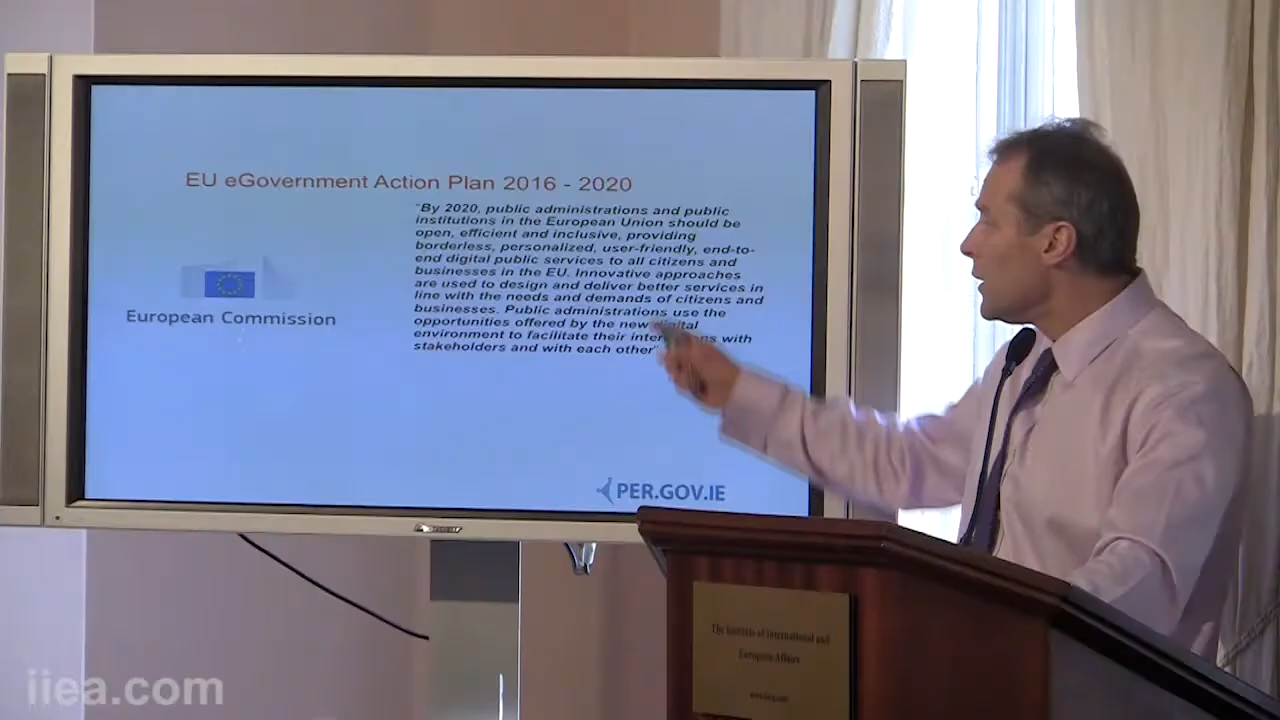 EU eGovernment Action Plan 2016 - 2020
"By 2020, public administrations and public
institutions in the European Union should be
open, efficient and inclusive, providing
borderless, personalized, user-friendly, end-to-
end digital public services to all citizens and
businesses in the EU. Innovative approaches
are used to design and deliver better services in
line with the needs and demands of citizens and
businesses. Public administrations use the
opportunities offered by the new digital
environment to facilitate their with
stakeholders and with each other"
European Commission
PER.GOV.IE
The Institute of International and
European Affairs
www.iiea.com
iiea.com